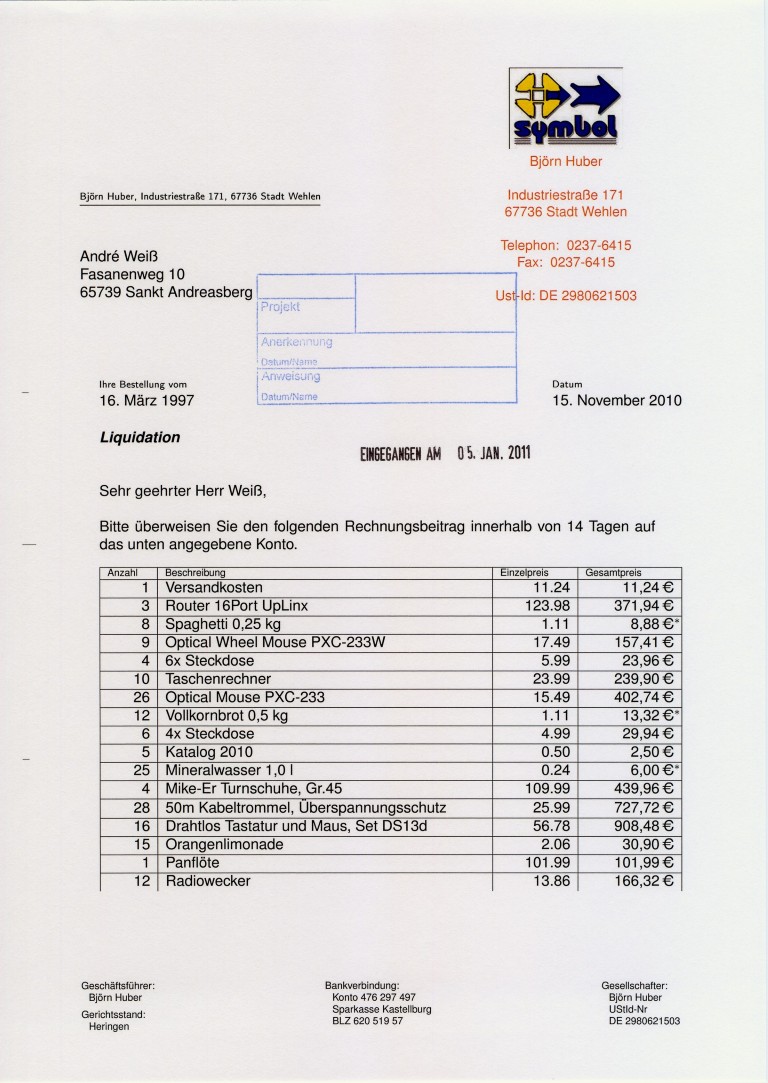 symbol
Björn Huber
Industriestraße 171
67736 Stadt Wehlen
Telephon: 0237-6415
Fax: 0237-6415
Ust-Id: DE 2980621503
Björn Huber, Industriestraße 171, 67736 Stadt Wehlen
André Weiß
Fasanenweg 10
65739 Sankt Andreasberg
Projekt
Anerkennung
Datum/Name
Anweisung
Datum/Name
Ihre Bestellung vom
16. März 1997
Datum
15. November 2010
Liquidation
EINGEGANGEN AM 05. JAN. 2011
Sehr geehrter Herr Weiß,
Bitte überweisen Sie den folgenden Rechnungsbeitrag innerhalb von 14 Tagen auf
das unten angegebene Konto.
Anzahl Beschreibung Einzelpreis Gesamtpreis
1 Versandkosten 11.24 11,24 €
3 Router 16Port UpLinx 123.98 371,94 €
8 Spaghetti 0,25 kg 1.11 8,88 €*
9 Optical Wheel Mouse PXC-233W 17.49 157,41 €
4 6x Steckdose 5.99 23,96 €
10 Taschenrechner 23.99 239,90 €
26 Optical Mouse PXC-233 15.49 402,74 €
12 Vollkornbrot 0,5 kg 1.11 13,32 €*
6 4x Steckdose 4.99 29,94 €
5 Katalog 2010 0.50 2,50 €
25 Mineralwasser 1,0 l 0.24 6,00 €*
4 Mike-Er Turnschuhe, Gr.45 109.99 439,96 €
28 50m Kabeltrommel, Überspannungsschutz 25.99 727,72 €
16 Drahtlos Tastatur und Maus, Set DS13d 56.78 908,48 €
15 Orangenlimonade 2.06 30,90 €
1 Panflöte 101.99 101,99 €
12 Radiowecker 13.86 166,32 €
Geschäftsführer:
Björn Huber
Gerichtsstand:
Heringen
Bankverbindung:
Konto 476 297 497
Sparkasse Kastellburg
BLZ 620 519 57
Gesellschafter:
Björn Huber
UStId-Nr
DE 2980621503